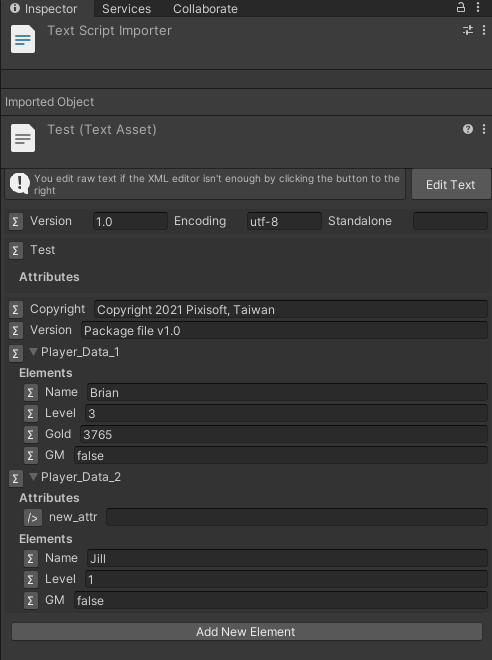 Inspector Services Collaborate
Text Script Importer
Imported Object
Test (Text Asset)
You edit raw text if the XML editor isn't enough by clicking the button to the
right
Edit Text
Version 1.0 Encoding utf-8 Standalone
Test
Attributes
Copyright Copyright 2021 Pixisoft, Taiwan
Version Package file v1.0
Player_Data_1
Elements
Name Brian
Level 3
Gold 3765
GM false
Player_Data_2
Attributes
/> new_attr
Elements
Name Jill
Level 1
GM false
Add New Element